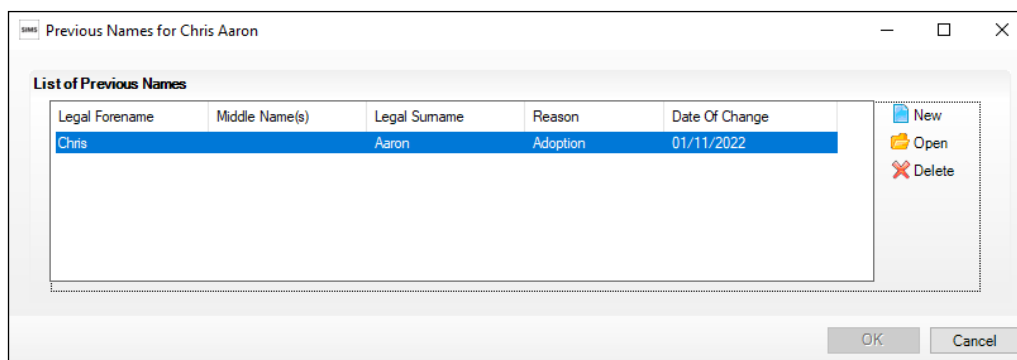 SIMS Previous Names for Chris Aaron
List of Previous Names
Legal Forename Middle Name(s) Legal Surname Reason Date Of Change
Chris Aaron Adoption 01/11/2022
New
Open
Delete
OK Cancel